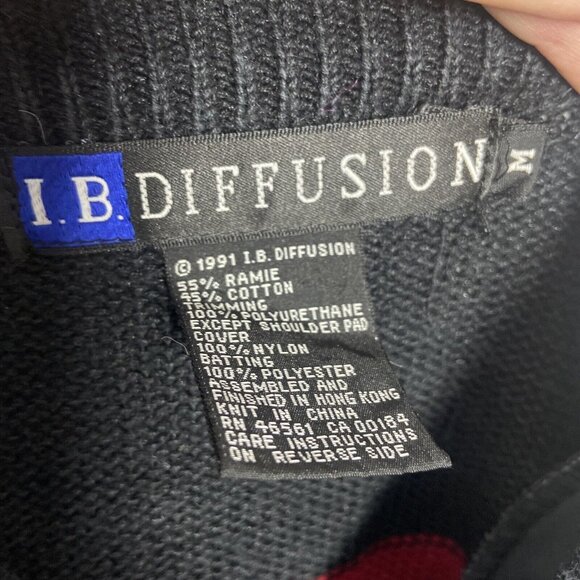 I.B. DIFFUSION M
© 1991 I.B. DIFFUSION
55% RAMIE
45% COTTON
TRIMMING
100% POLYURETHANE
EXCEPT SHOULDER PAD
COVER
100% NYLON
BATTING
100% POLYESTER
ASSEMBLED AND
FINISHED IN HONG KONG
KNIT IN CHINA
RN 46561 CA 00184
CARE INSTRUCTIONS
ON REVERSE SIDE